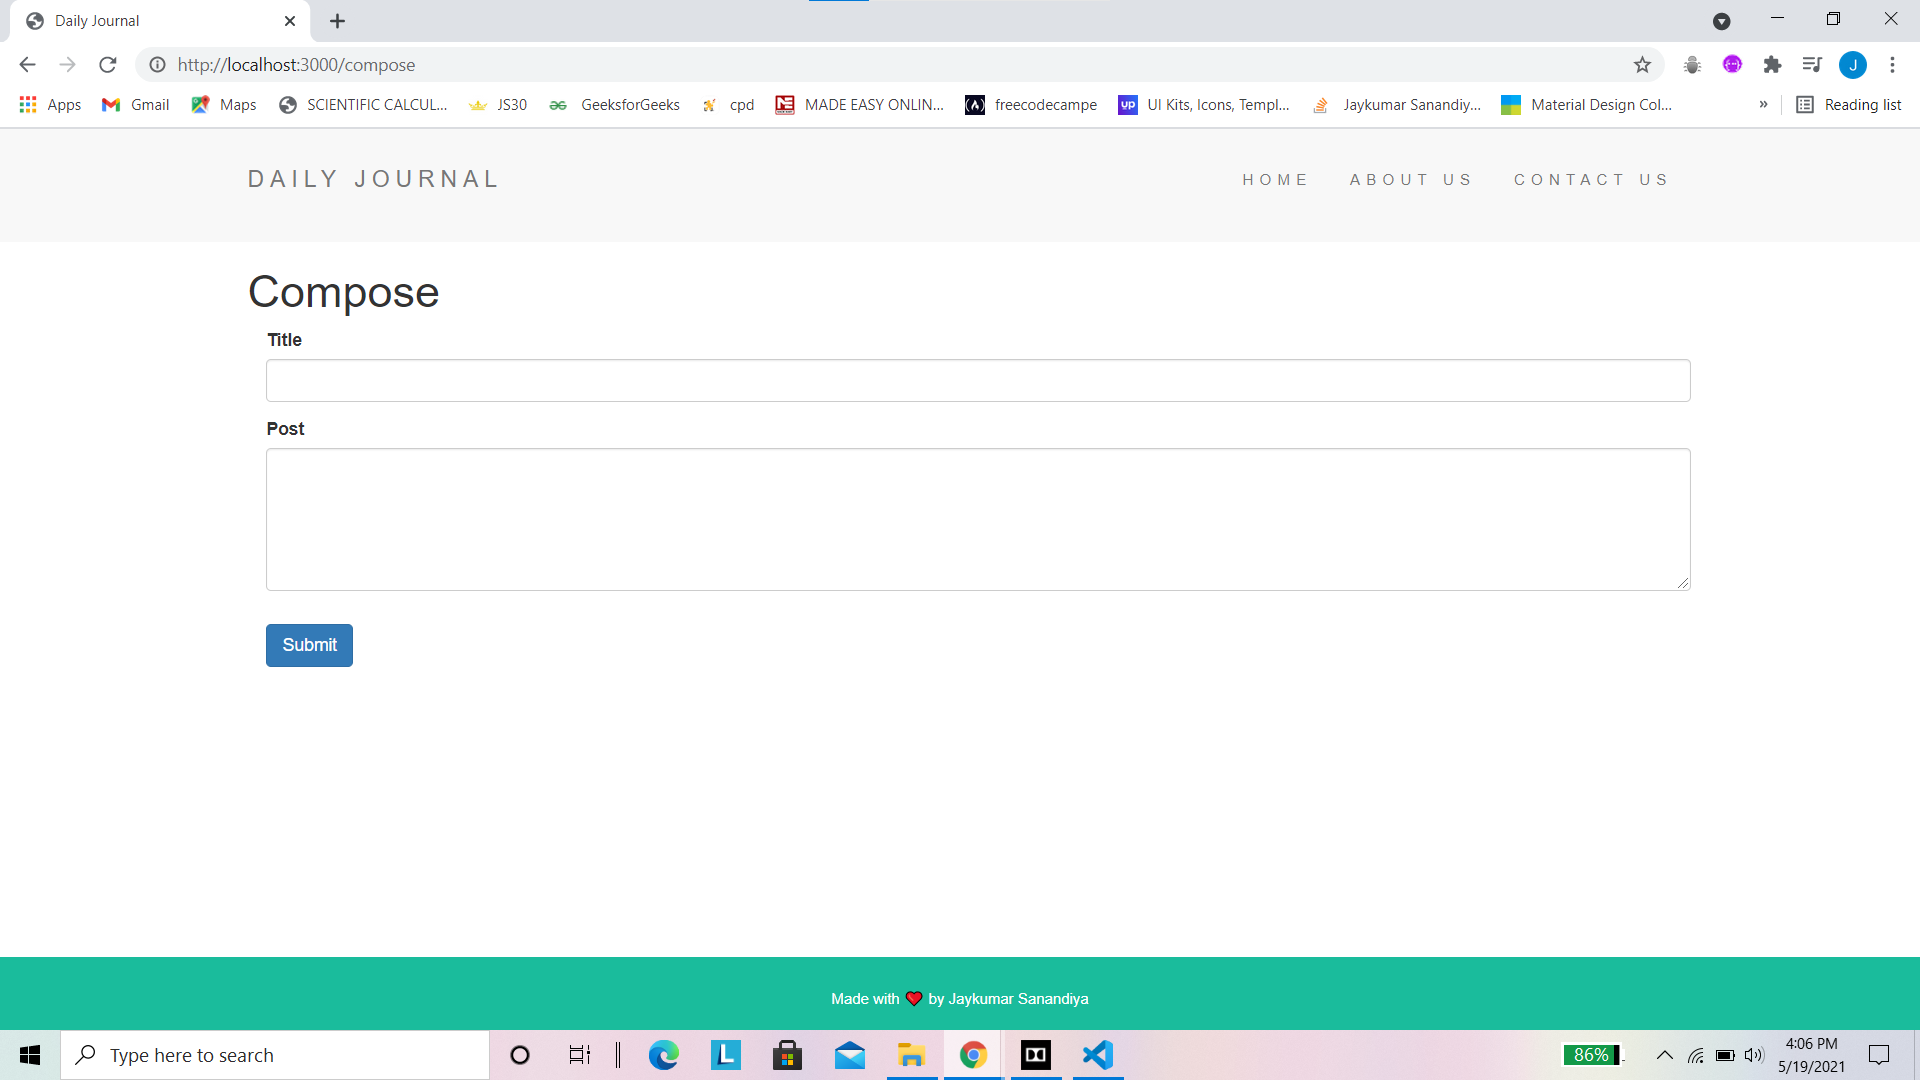 Daily Journal
http://localhost:3000/compose
J
Apps Gmail Maps SCIENTIFIC CALCUL... JS30 GeeksforGeeks cpd MADE EASY ONLIN... freecodecampe UI Kits, Icons, Templ... Jaykumar Sanandiy... Material Design Col... » Reading list
DAILY JOURNAL HOME ABOUT US CONTACT US
Compose
Title
Post
Submit
Made with ❤ by Jaykumar Sanandiya
Type here to search
L
86%
4:06 PM
5/19/2021